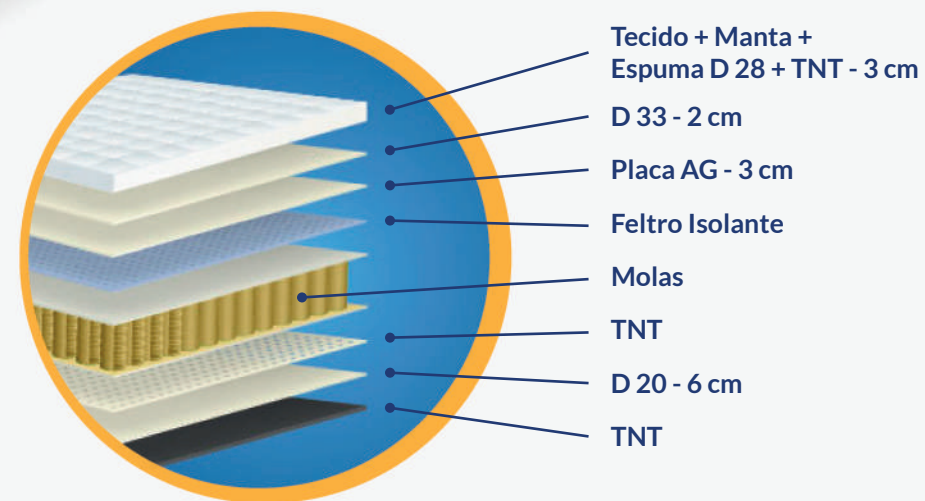 Tecido + Manta +
Espuma D 28 + TNT - 3 cm
D 33 - 2 cm
Placa AG - 3 cm
Feltro Isolante
Molas
TNT
D 20 - 6 cm
TNT